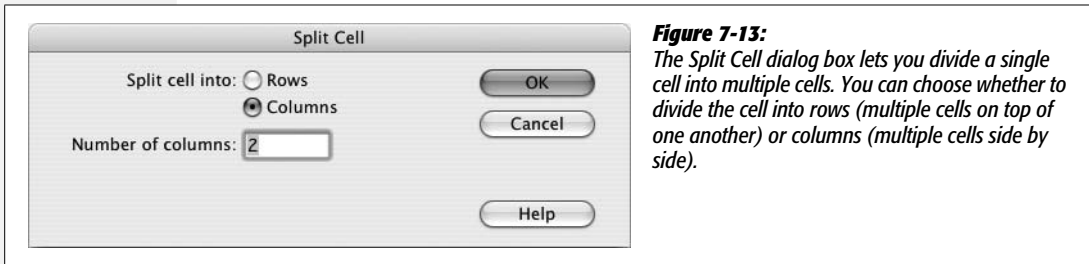 Split Cell
Split cell into: Rows
Columns
Number of columns: 2
OK
Cancel
Help
Figure 7-13:
The Split Cell dialog box lets you divide a single
cell into multiple cells. You can choose whether to
divide the cell into rows (multiple cells on top of
one another) or columns (multiple cells side by
side).